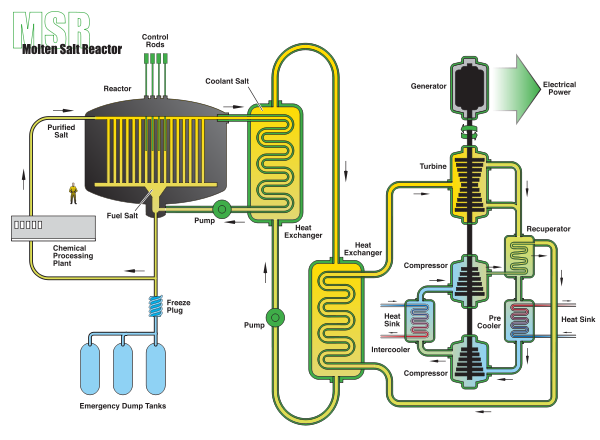 MSR
Molten Salt Reactor
Control
Rods
Reactor
Coolant Salt
Generator
Electrical
Power
Purified
Salt
Turbine
Fuel Salt
Pump
Heat
Exchanger
Recuperator
Chemical
Processing
Plant
Heat
Exchanger
Compressor
Freeze
Plug
Pump
Heat
Sink
Pre
Cooler
Heat Sink
Intercooler
Compressor
Emergency Dump Tanks